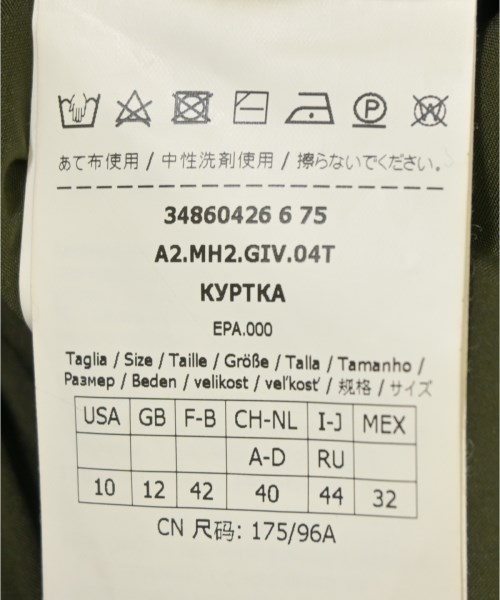 P W
あて布使用 / 中性洗剤使用 / 擦らないでください。
34860426 6 75
A2.MH2.GIV.04T
КУРТКА
EPA.000
Taglia / Size / Taille / Größe / Talla / Tamanho /
Размер / Beden / velikost / veľkosť / 规格 / サイズ
USA GB F-B CH-NL I-J MEX
A-D RU
10 12 42 40 44 32
CN 尺码: 175/96A